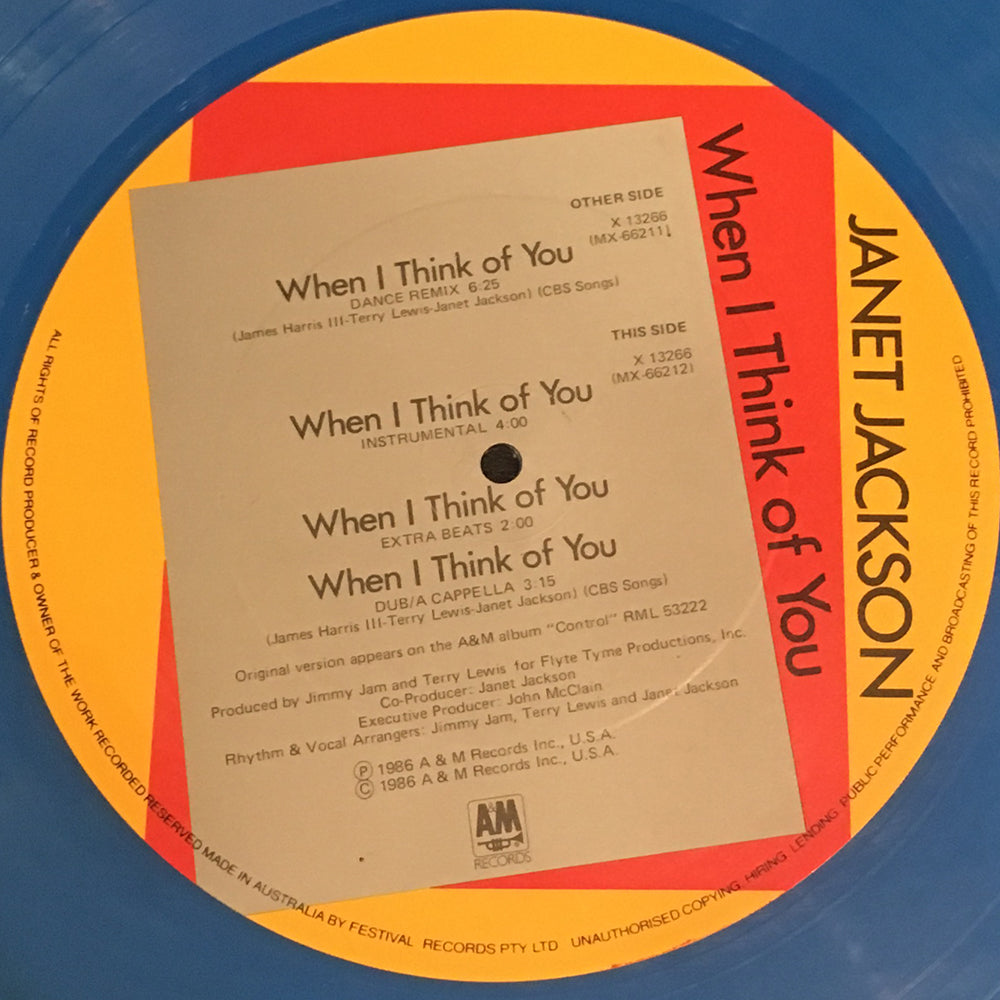 OTHER SIDE
X 13266
(MX-66211)
When I Think of You
DANCE REMIX 6:25
(James Harris III-Terry Lewis-Janet Jackson) (CBS Songs)
THIS SIDE
X 13266
(MX-66212)
When I Think of You
INSTRUMENTAL 4:00
When I Think of You
EXTRA BEATS 2:00
When I Think of You
DUB/A CAPPELLA 3:15
(James Harris III-Terry Lewis-Janet Jackson) (CBS Songs)
Original version appears on the A&M album "Control" RML 53222
Produced by Jimmy Jam and Terry Lewis for Flyte Tyme Productions, Inc.
Co-Producer: Janet Jackson
Executive Producer: John McClain
Rhythm & Vocal Arrangers: Jimmy Jam, Terry Lewis and Janet Jackson
Ⓟ 1986 A & M Records Inc., U.S.A.
© 1986 A & M Records Inc., U.S.A.
A&M
RECORDS
When I Think of You
JANET JACKSON
ALL RIGHTS OF RECORD PRODUCER & OWNER OF THE WORK RECORDED RESERVED MADE IN AUSTRALIA BY FESTIVAL RECORDS PTY LTD UNAUTHORISED COPYING, HIRING, LENDING, PUBLIC PERFORMANCE AND BROADCASTING OF THIS RECORD PROHIBITED